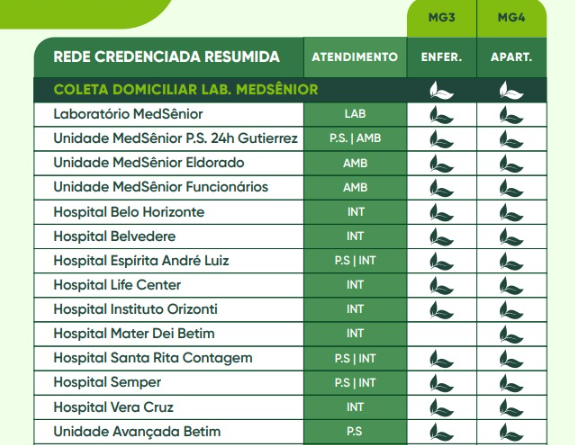 MG3 MG4
REDE CREDENCIADA RESUMIDA ATENDIMENTO ENFER. APART.
COLETA DOMICILIAR LAB. MEDSÊNIOR
Laboratório MedSênior LAB
Unidade MedSênior P.S. 24h Gutierrez P.S. | AMB
Unidade MedSênior Eldorado AMB
Unidade MedSênior Funcionários AMB
Hospital Belo Horizonte INT
Hospital Belvedere INT
Hospital Espírita André Luiz P.S | INT
Hospital Life Center INT
Hospital Instituto Orizonti INT
Hospital Mater Dei Betim INT
Hospital Santa Rita Contagem P.S | INT
Hospital Semper P.S | INT
Hospital Vera Cruz INT
Unidade Avançada Betim P.S